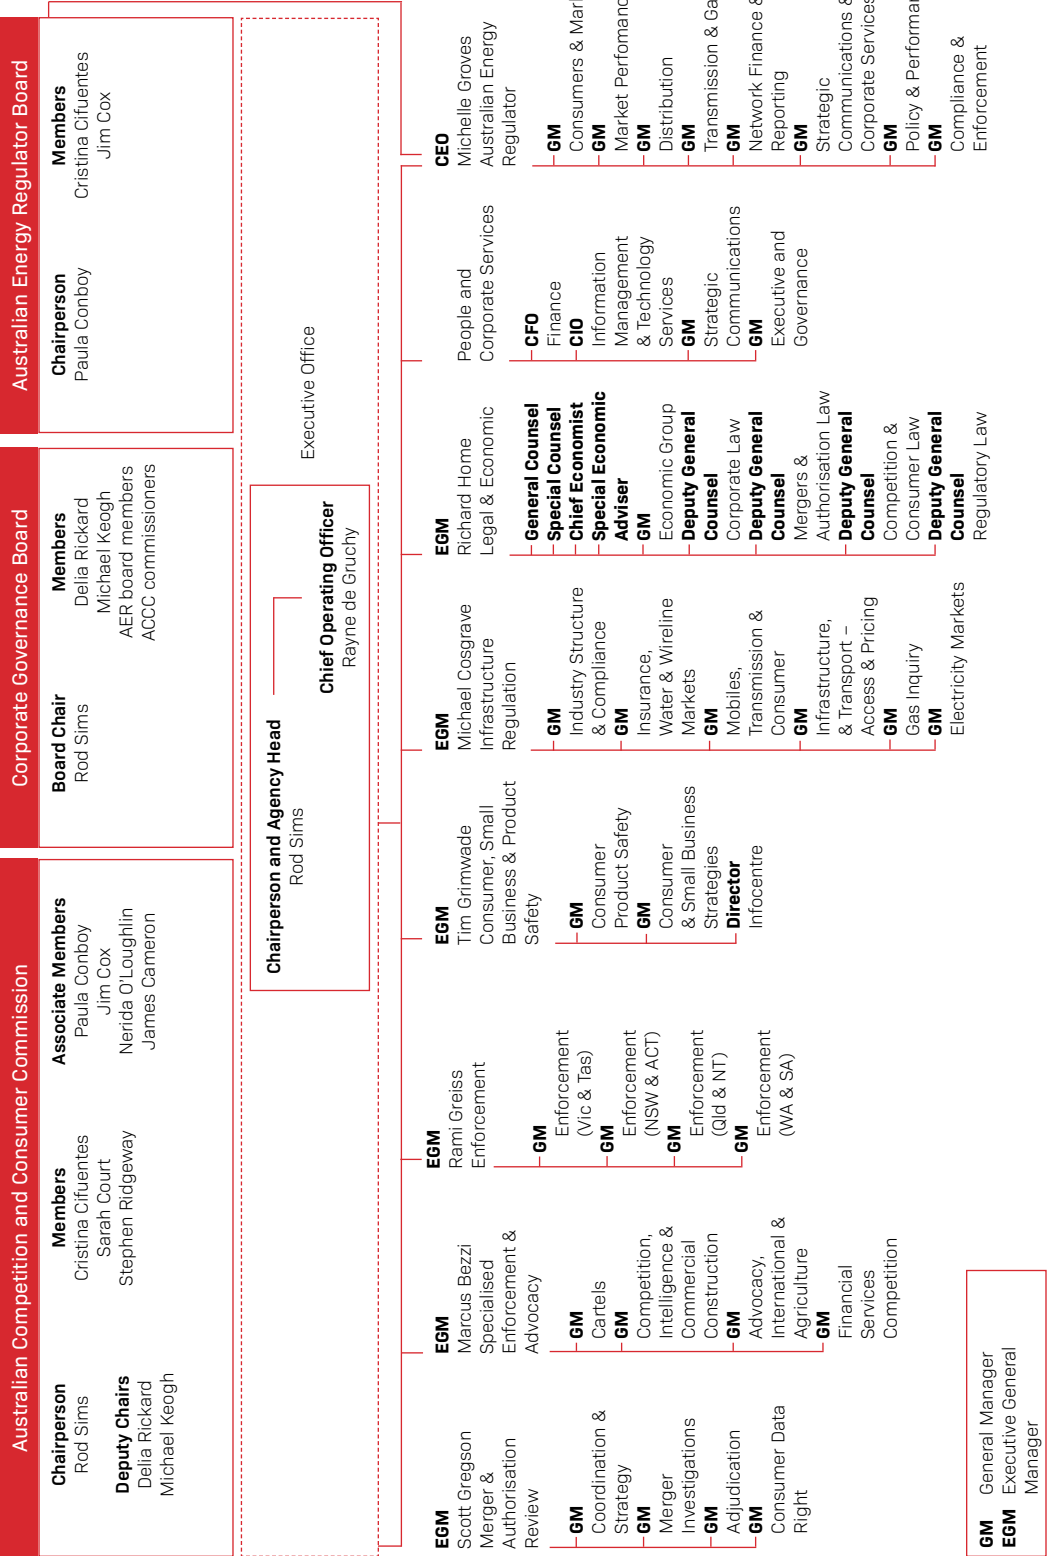 Australian Competition and Consumer Commission
Chairperson
Rod Sims
Deputy Chairs
Delia Rickard
Michael Keogh
Members
Cristina Cifuentes
Sarah Court
Stephen Ridgeway
Associate Members
Paula Conboy
Jim Cox
Nerida O'Loughlin
James Cameron
Corporate Governance Board
Board Chair
Rod Sims
Members
Delia Rickard
Michael Keogh
AER board members
ACCC commissioners
Australian Energy Regulator Board
Chairperson
Paula Conboy
Members
Cristina Cifuentes
Jim Cox
Chairperson and Agency Head
Rod Sims
Chief Operating Officer
Rayne de Gruchy
Executive Office
EGM
Scott Gregson
Merger &
Authorisation
Review
GM
Coordination &
Strategy
GM
Merger
Investigations
GM
Adjudication
GM
Consumer Data
Right
EGM
Marcus Bezzi
Specialised
Enforcement &
Advocacy
GM
Cartels
GM
Competition,
Intelligence &
Commercial
Construction
GM
Advocacy,
International &
Agriculture
GM
Financial
Services
Competition
EGM
Rami Greiss
Enforcement
GM
Enforcement
(Vic & Tas)
GM
Enforcement
(NSW & ACT)
GM
Enforcement
(Qld & NT)
GM
Enforcement
(WA & SA)
EGM
Tim Grimwade
Consumer, Small
Business & Product
Safety
GM
Consumer
Product Safety
GM
Consumer
& Small Business
Strategies
Director
Infocentre
EGM
Michael Cosgrave
Infrastructure
Regulation
GM
Industry Structure
& Compliance
GM
Insurance,
Water & Wireline
Markets
GM
Mobiles,
Transmission &
Consumer
GM
Infrastructure,
& Transport –
Access & Pricing
GM
Gas Inquiry
GM
Electricity Markets
EGM
Richard Home
Legal & Economic
General Counsel
Special Counsel
Chief Economist
Special Economic
Adviser
GM
Economic Group
Deputy General
Counsel
Corporate Law
Deputy General
Counsel
Mergers &
Authorisation Law
Deputy General
Counsel
Competition &
Consumer Law
Deputy General
Counsel
Regulatory Law
People and
Corporate Services
CFO
Finance
CIO
Information
Management
& Technology
Services
GM
Strategic
Communications
GM
Executive and
Governance
CEO
Michelle Groves
Australian Energy
Regulator
GM
Consumers &
GM
Market
GM
Distribution
GM
Transmission &
GM
Network Finance &
Reporting
GM
Strategic
Communications &
Corporate Services
GM
Policy &
GM
Compliance &
Enforcement
GM General Manager
EGM Executive General
Manager